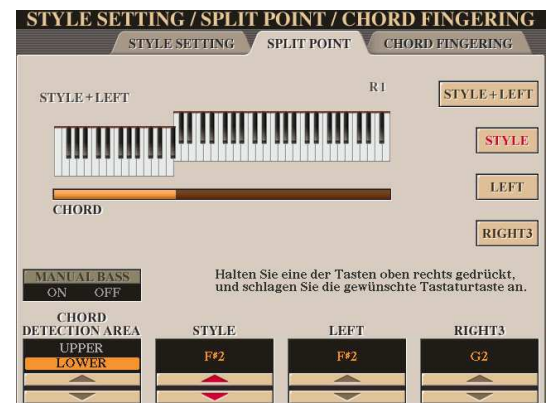 STYLE SETTING / SPLIT POINT / CHORD FINGERING
STYLE SETTING SPLIT POINT CHORD FINGERING
STYLE+LEFT R1
STYLE+LEFT
STYLE
LEFT
CHORD
RIGHT3
Halten Sie eine der Tasten oben rechts gedrückt,
und schlagen Sie die gewünschte Tastaturtaste an.
MANUAL BASS
ON OFF
CHORD
DETECTION AREA STYLE LEFT RIGHT3
UPPER
LOWER
F#2 F#2 G2